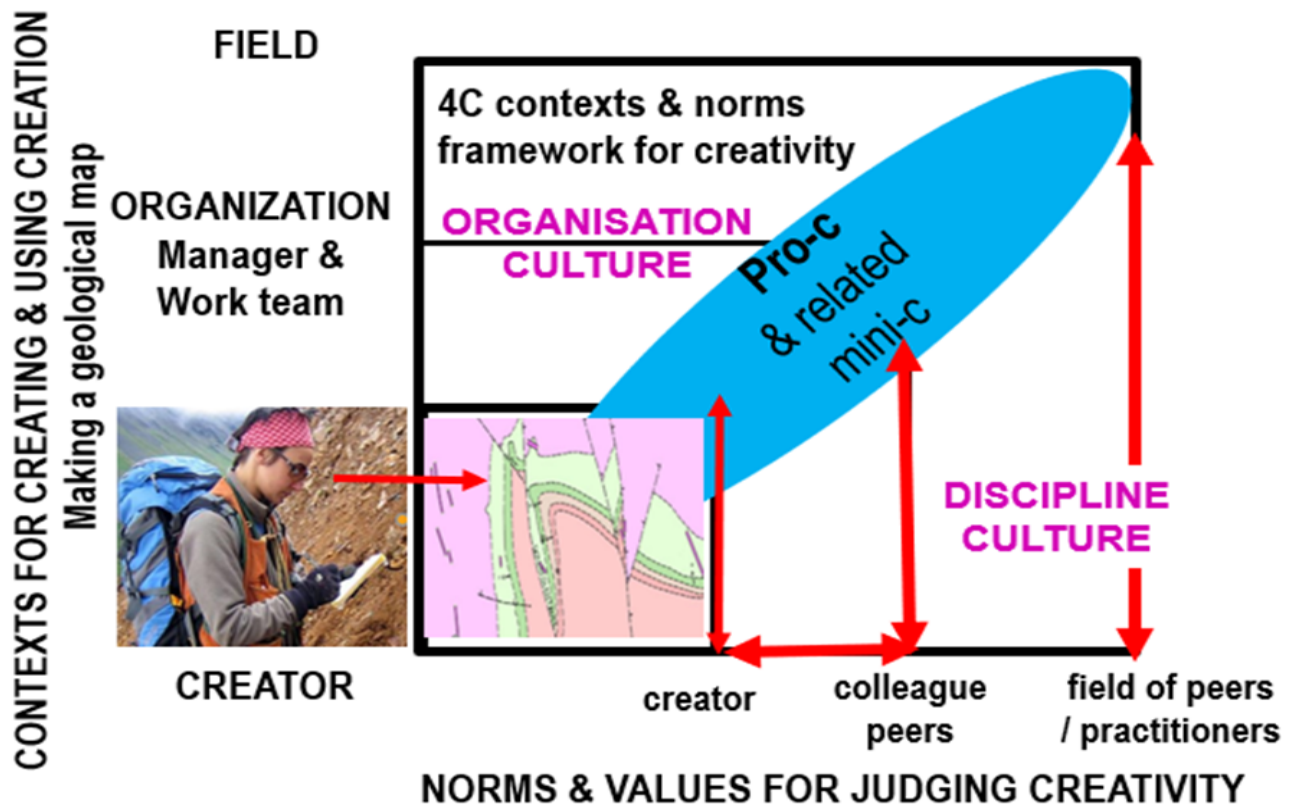 CONTEXTS FOR CREATING & USING CREATION
Making a geological map
FIELD
ORGANIZATION
Manager &
Work team
CREATOR
4C contexts & norms
framework for creativity
ORGANISATION
CULTURE
Pro-c
& related
mini-c
DISCIPLINE
CULTURE
creator
colleague
peers
field of peers
/ practitioners
NORMS & VALUES FOR JUDGING CREATIVITY